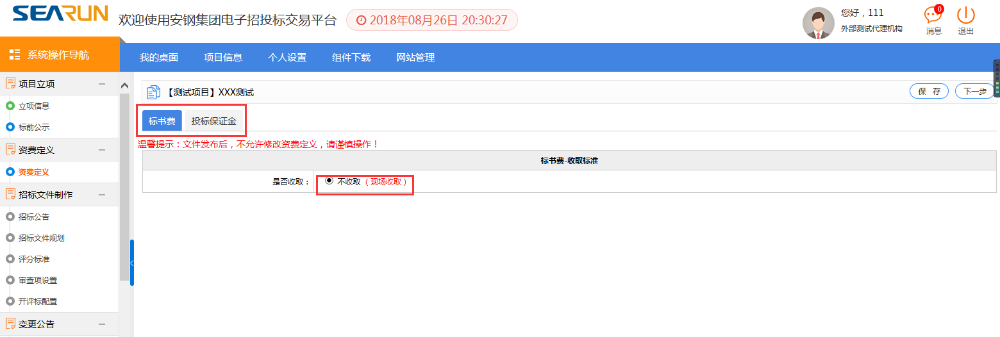 SEARUN
欢迎使用安钢集团电子招投标交易平台
2018年08月26日 20:30:27
您好，111
外部测试代理机构
0
消息
退出
系统操作导航
我的桌面 项目信息 个人设置 组件下载 网站管理
项目立项
立项信息
标前公示
资费定义
资费定义
招标文件制作
招标公告
招标文件规划
评分标准
审查项设置
开评标配置
变更公告
【测试项目】XXX测试
保 存 下一步
标书费 投标保证金
温馨提示：文件发布后，不允许修改资费定义，请谨慎操作！
标书费-收取标准
是否收取： 不收取（现场收取）